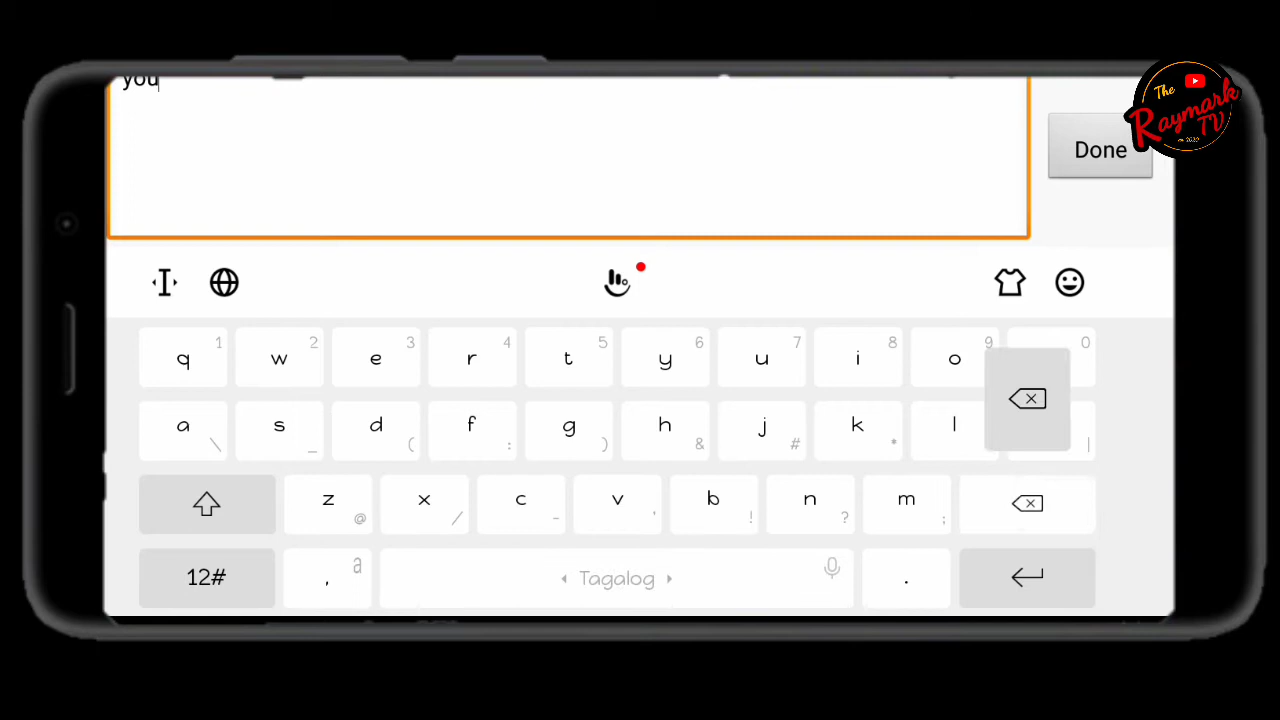 you
The
Raymark
TV
Done
1 2 3 4 5 6 7 8 9 0
q w e r t y u i o
a s d f g h j k l
\ _ ( : ) & # * |
z x c v b n m
@ / - ' ! ? ;
12# , a Tagalog .